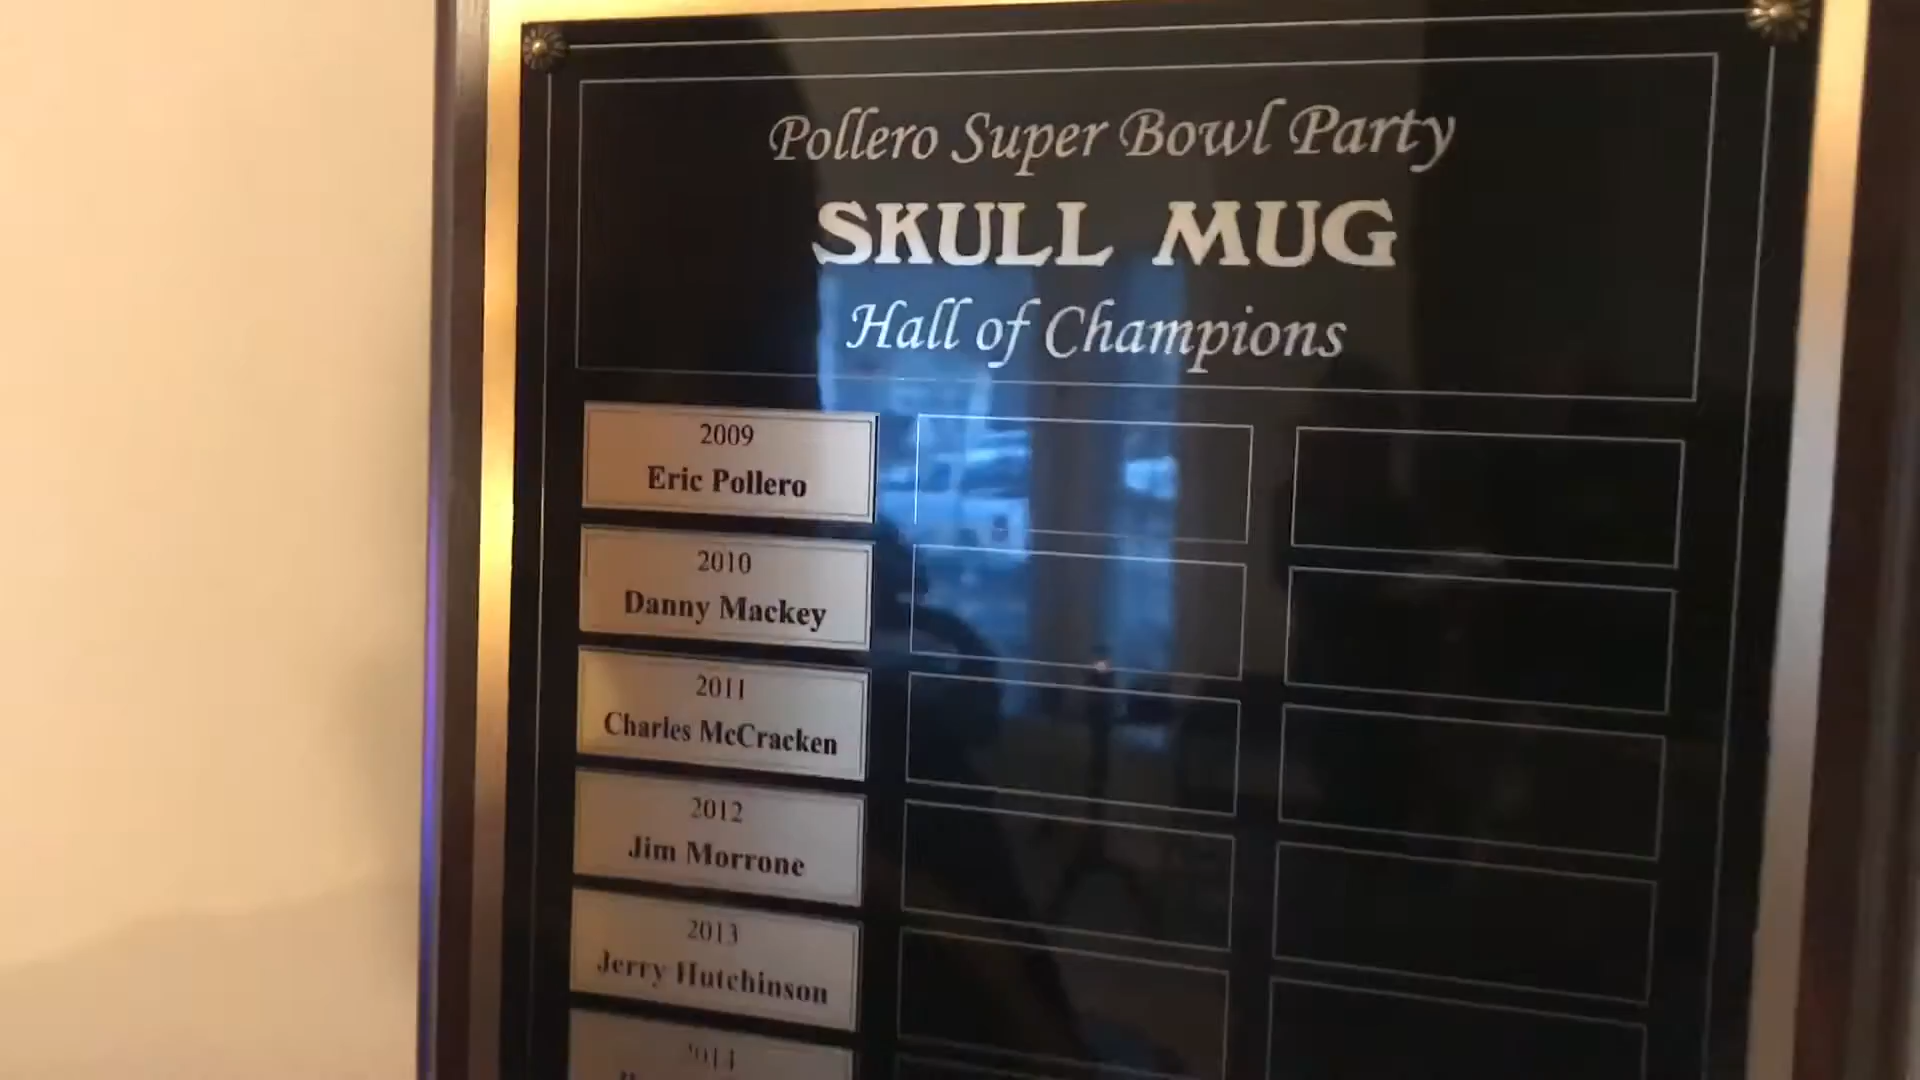 Pollero Super Bowl Party
SKULL MUG
Hall of Champions
2009
Eric Pollero
2010
Danny Mackey
2011
Charles McCracken
2012
Jim Morrone
2013
Jerry Hutchinson
2014